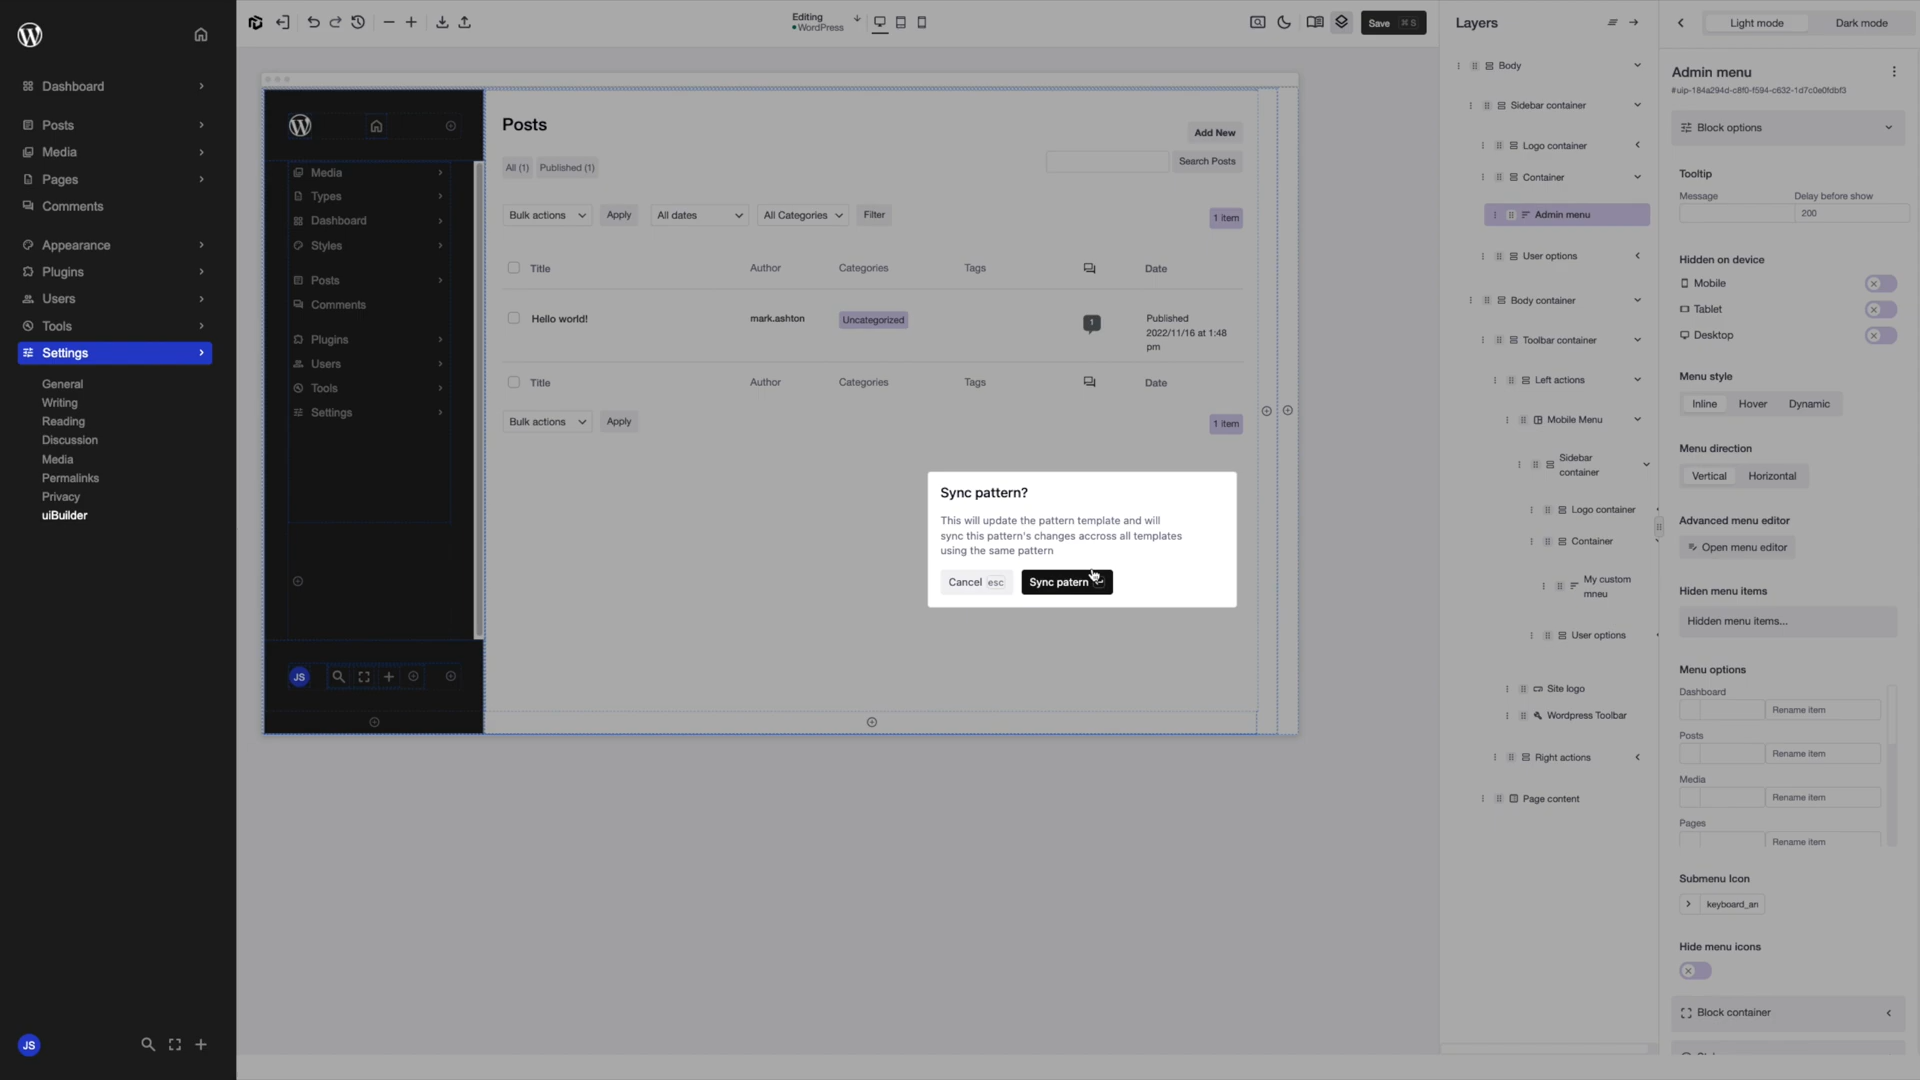 Dashboard
Posts
Media
Pages
Comments
Appearance
Plugins
Users
Tools
Settings
General
Writing
Reading
Discussion
Media
Permalinks
Privacy
uiBuilder
JS
Editing
WordPress
Save ⌘ S
Media
Types
Dashboard
Styles
Posts
Comments
Plugins
Users
Tools
Settings
JS
Posts
Add New
All (1)
Published (1)
Search Posts
Bulk actions
Apply
All dates
All Categories
Filter
1 item
Title Author Categories Tags Date
Hello world! mark.ashton Uncategorized 1 Published
2022/11/16 at 1:48
pm
Title Author Categories Tags Date
Bulk actions
Apply
1 item
Sync pattern?
This will update the pattern template and will
sync this pattern's changes accross all templates
using the same pattern
Cancel esc
Sync patern
Layers
Body
Sidebar container
Logo container
Container
Admin menu
User options
Body container
Toolbar container
Left actions
Mobile Menu
Sidebar
container
Logo container
Container
My custom
mneu
User options
Site logo
Wordpress Toolbar
Right actions
Page content
Light mode
Dark mode
Admin menu
#uip-184a294d-c8f0-f594-c632-1d7c0e0fdbf3
Block options
Tooltip
Message
Delay before show
200
Hidden on device
Mobile
Tablet
Desktop
Menu style
Inline
Hover
Dynamic
Menu direction
Vertical
Horizontal
Advanced menu editor
Open menu editor
Hiden menu items
Hidden menu items...
Menu options
Dashboard
Rename item
Posts
Rename item
Media
Rename item
Pages
Rename item
Submenu Icon
keyboard_arr
Hide menu icons
Block container